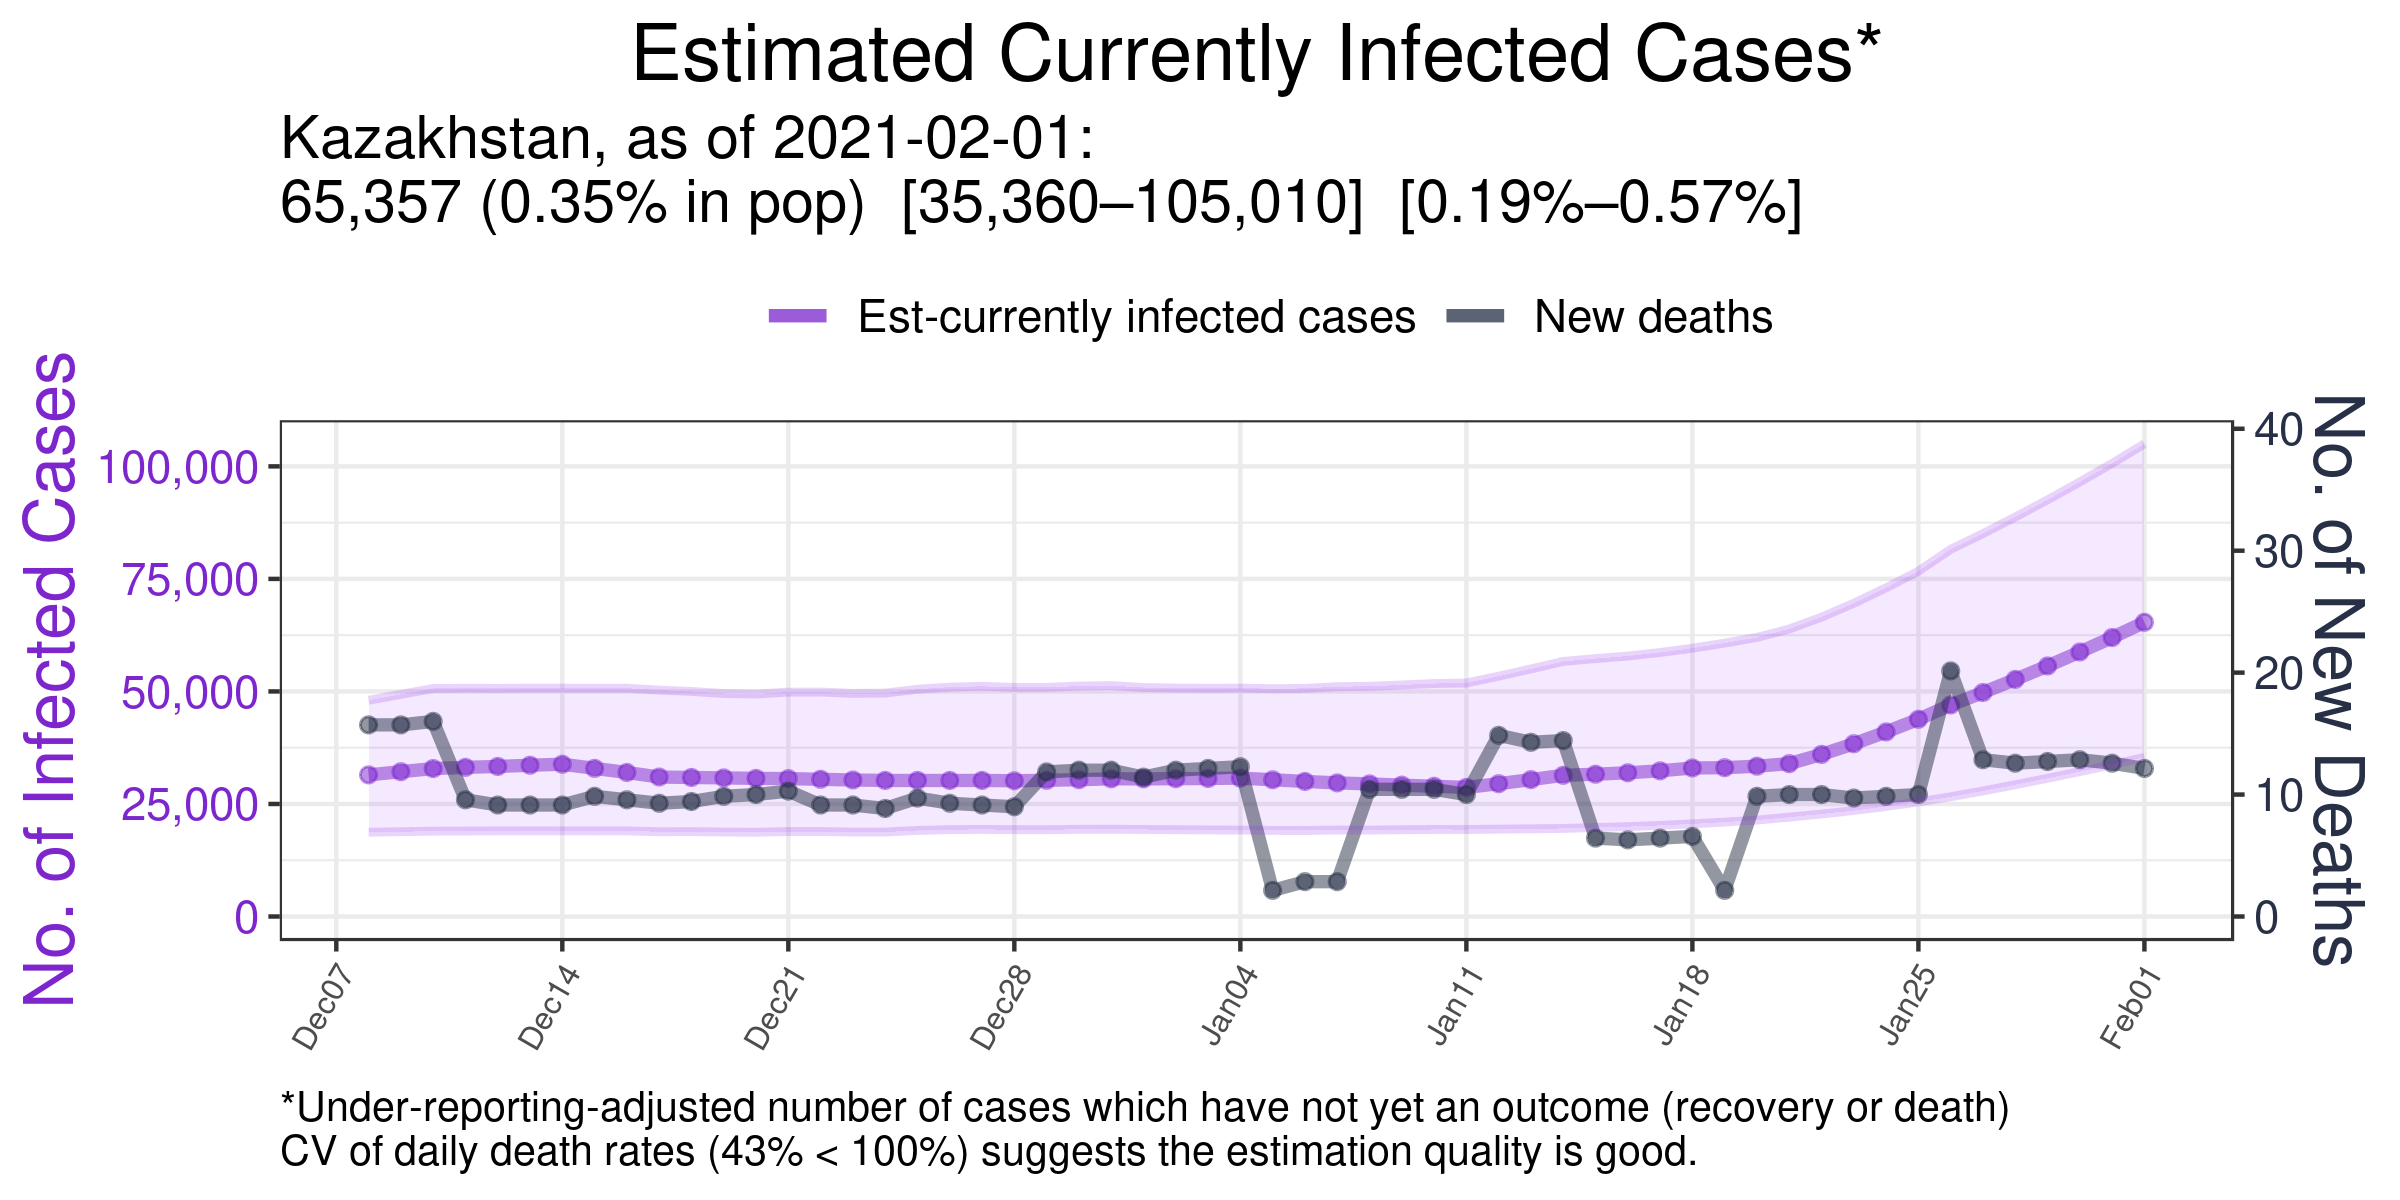 Estimated Currently Infected Cases*
Kazakhstan, as of 2021-02-01:
65,357 (0.35% in pop)  [35,360–105,010]  [0.19%–0.57%]
Est-currently infected cases
New deaths
No. of Infected Cases
100,000
75,000
50,000
25,000
0
40
30
20
10
0
No. of New Deaths
Dec07
Dec14
Dec21
Dec28
Jan04
Jan11
Jan18
Jan25
Feb01
*Under-reporting-adjusted number of cases which have not yet an outcome (recovery or death)
CV of daily death rates (43% < 100%) suggests the estimation quality is good.